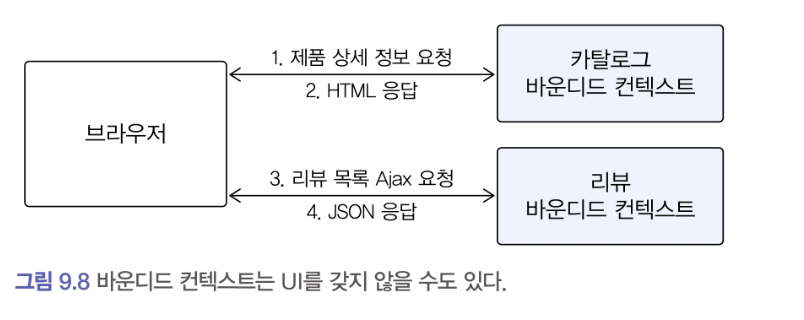 1. 제품 상세 정보 요청
2. HTML 응답
카탈로그
바운디드 컨텍스트
브라우저
3. 리뷰 목록 Ajax 요청
4. JSON 응답
리뷰
바운디드 컨텍스트
그림 9.8 바운디드 컨텍스트는 UI를 갖지 않을 수도 있다.